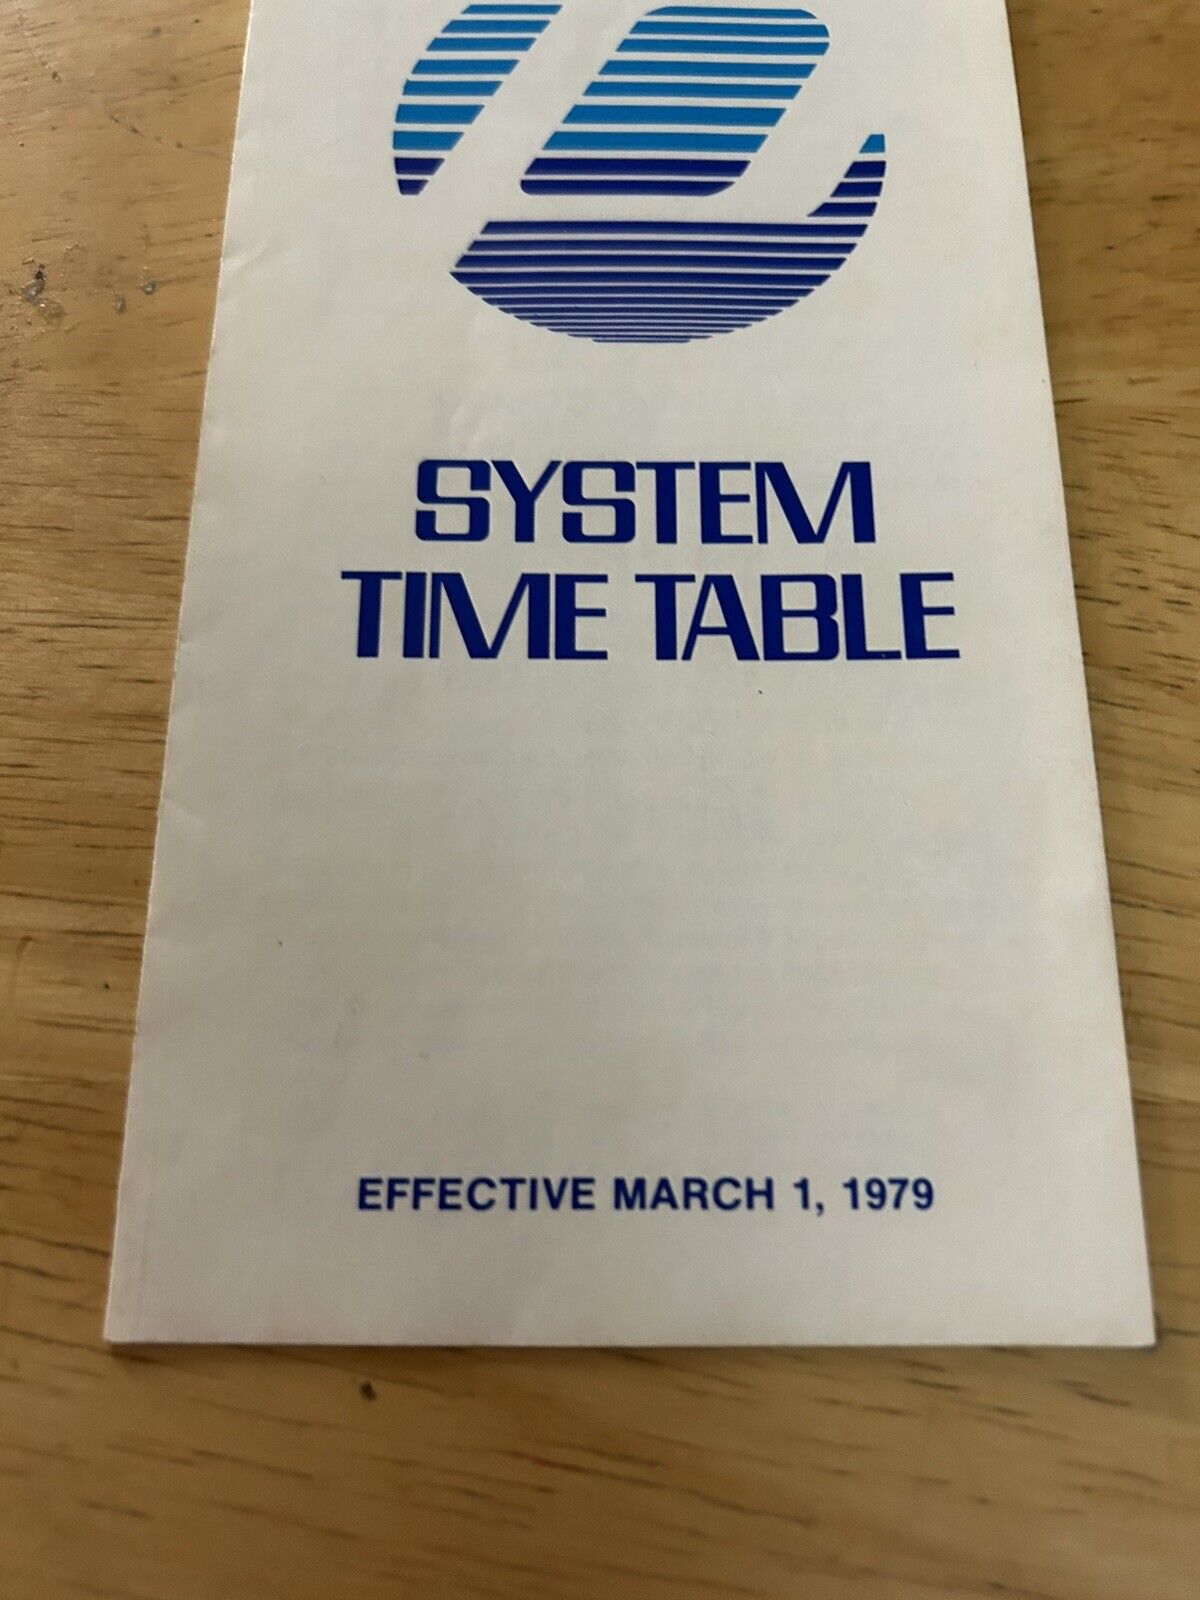 SYSTEM
TIME TABLE
EFFECTIVE MARCH 1, 1979